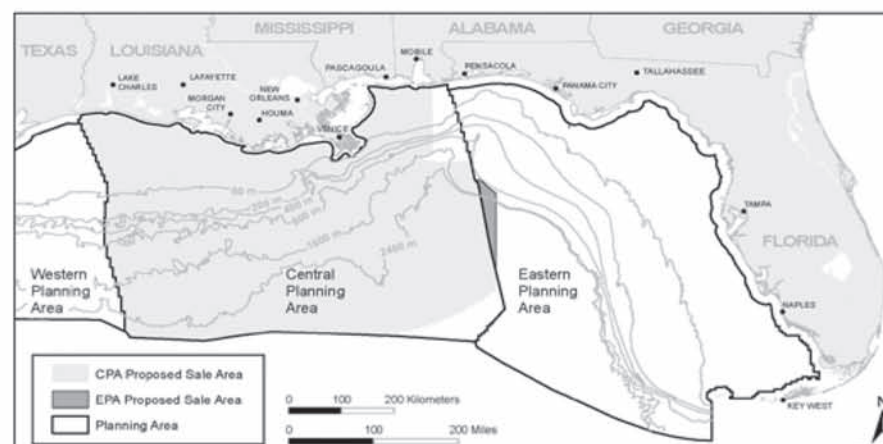 MISSISSIPPI
ALABAMA
GEORGIA
TEXAS
LOUISIANA
MOBILE
PASCAGOULA
PENSACOLA
TALLAHASSEE
LAKE
CHARLES
LAFAYETTE
NEW
ORLEANS
PANAMA CITY
MORGAN
CITY
HOUMA
VENICE
TAMPA
FLORIDA
Western
Planning
Area
Central
Planning
Area
Eastern
Planning
Area
1600 m
2400 m
NAPLES
KEY WEST
CPA Proposed Sale Area
EPA Proposed Sale Area
Planning Area
0 100 200 Kilometers
0 100 200 Miles
N